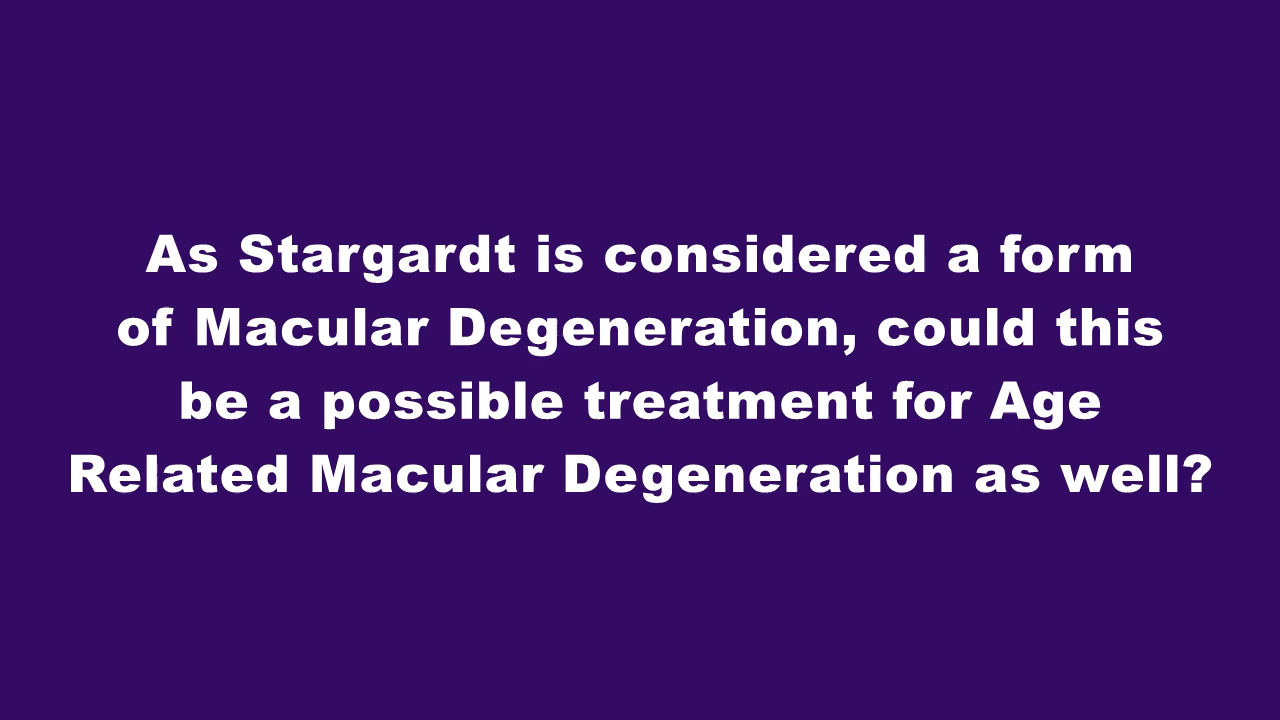 As Stargardt is considered a form
of Macular Degeneration, could this
be a possible treatment for Age
Related Macular Degeneration as well?